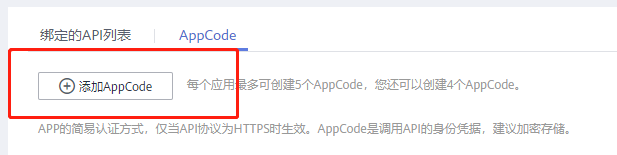 绑定的API列表 AppCode
添加AppCode 每个应用最多可创建5个AppCode，您还可以创建4个AppCode。
APP的简易认证方式，仅当API协议为HTTPS时生效。AppCode是调用API的身份凭据，建议加密存储。